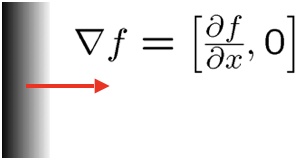 ∇f = [∂f/∂x, 0]